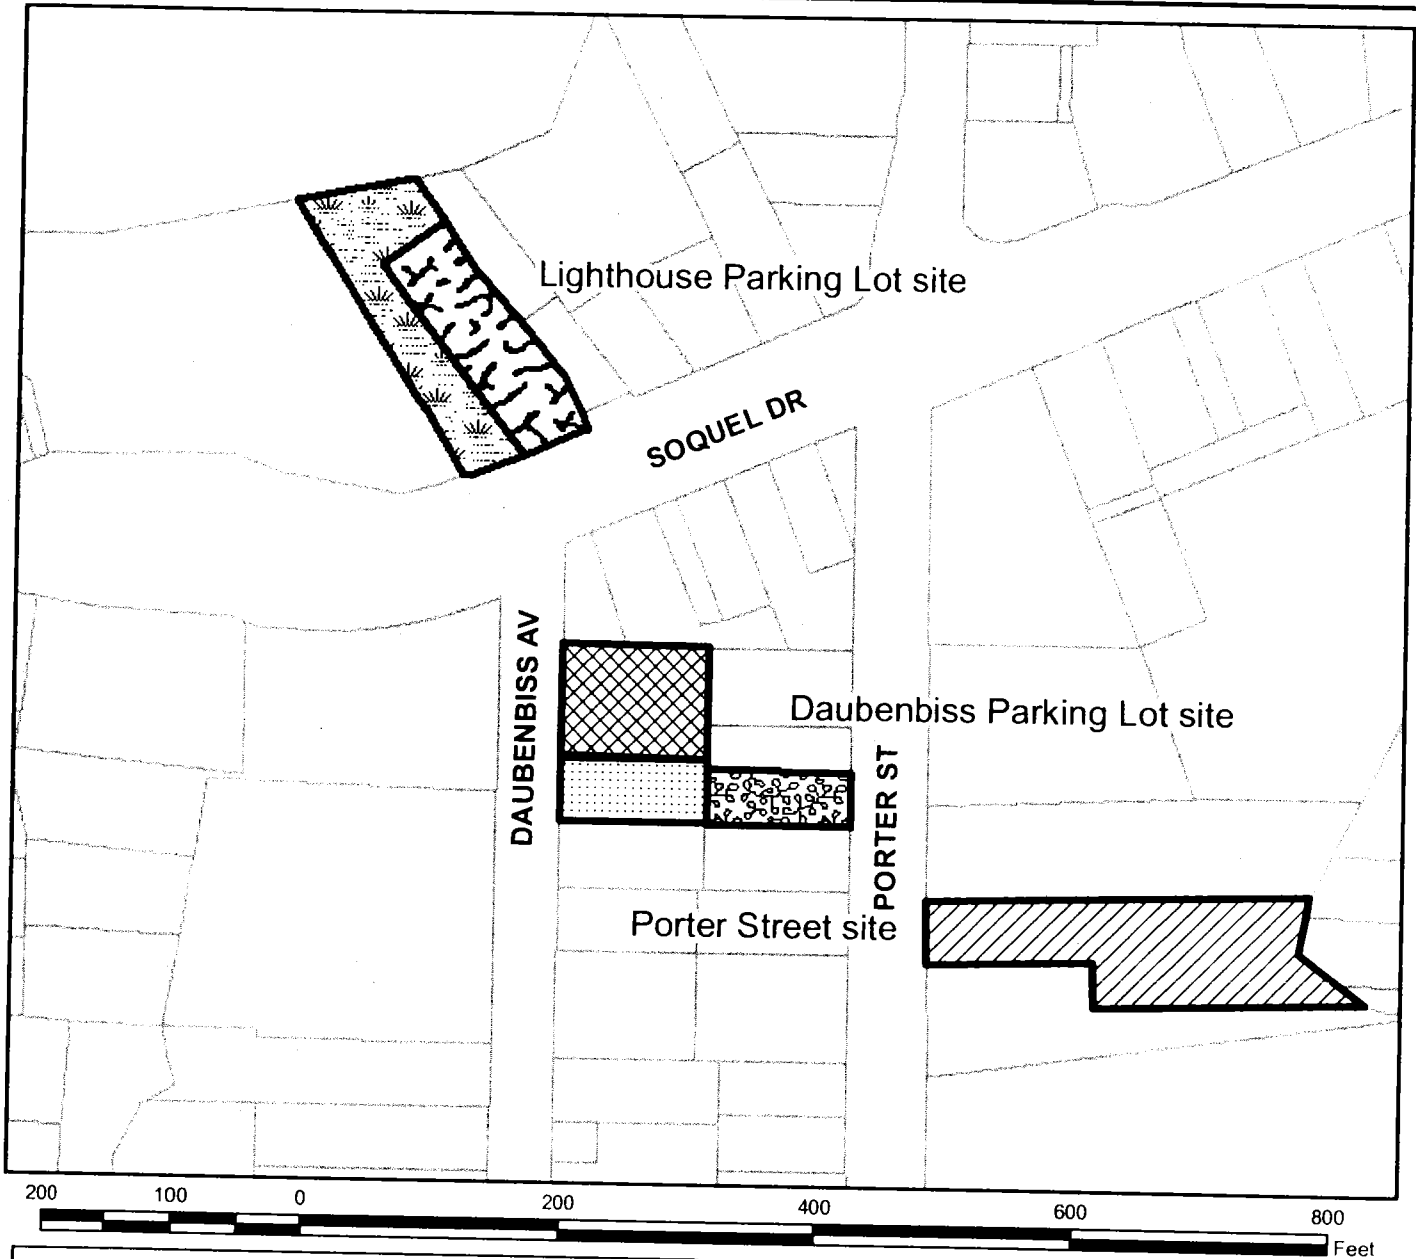 Lighthouse Parking Lot site
SOQUEL DR
DAUBENBISS AV
Daubenbiss Parking Lot site
PORTER ST
Porter Street site
200 100 0 200 400 600 800
Feet